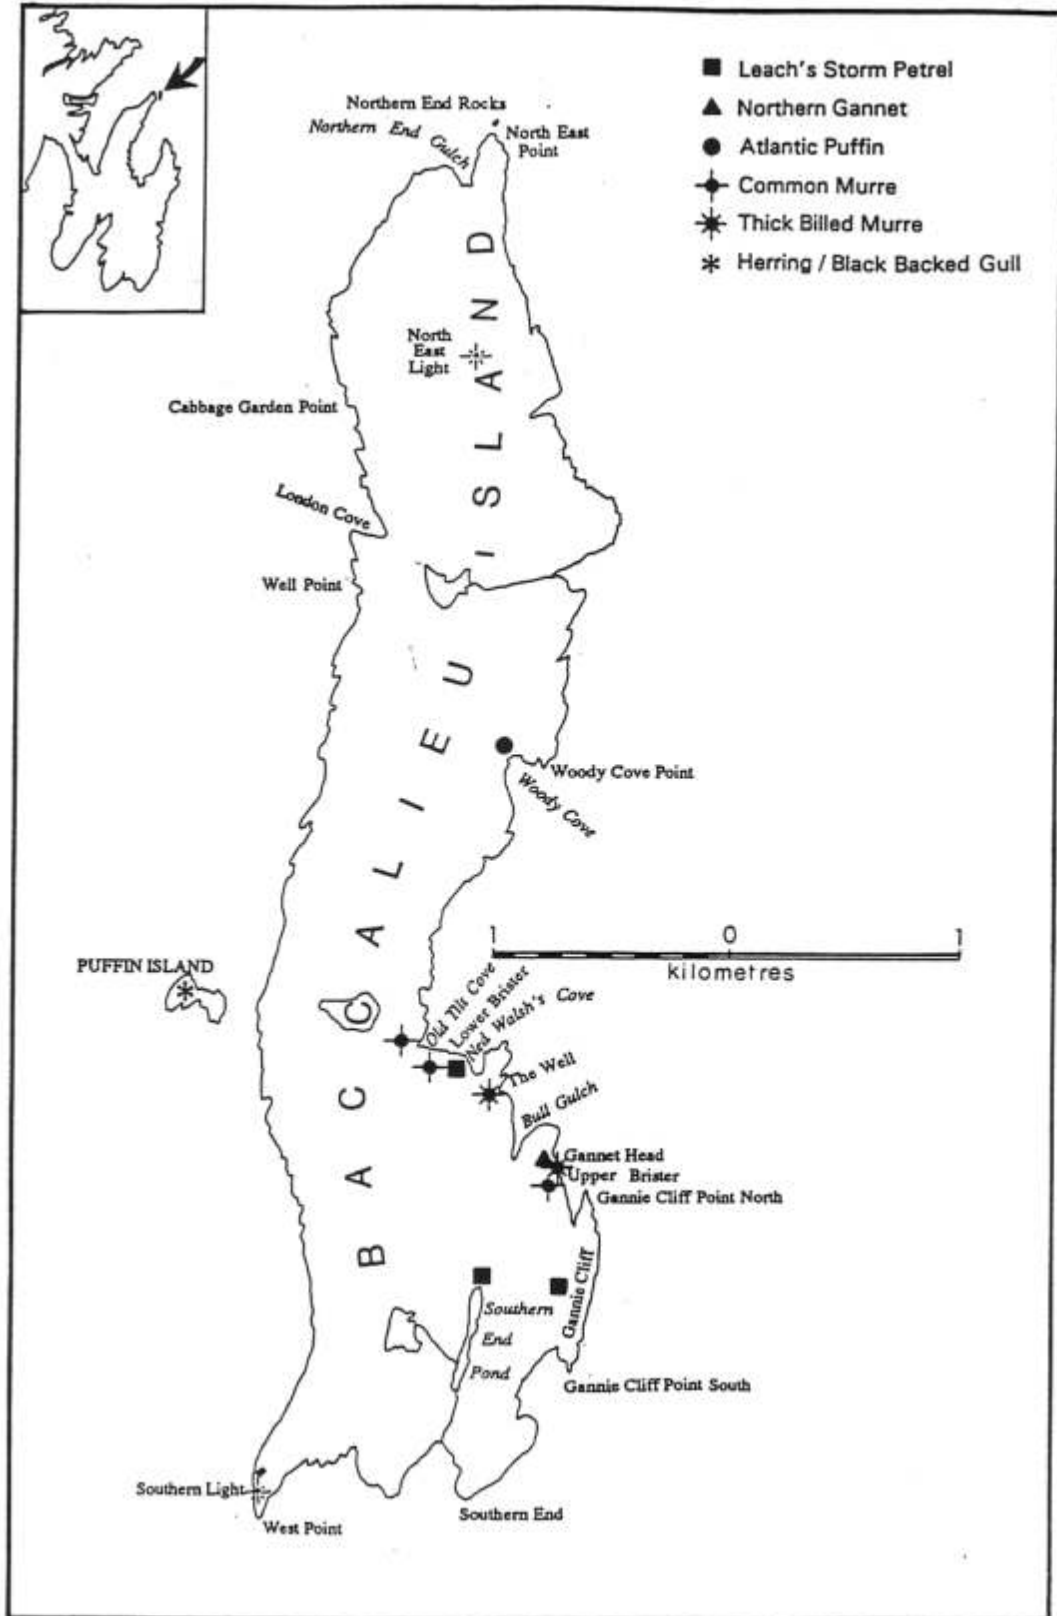 Leach's Storm Petrel
Northern Gannet
Atlantic Puffin
Common Murre
Thick Billed Murre
Herring / Black Backed Gull
Northern End Rocks
Northern End Gulch
North East
Point
North
East
Light
Cabbage Garden Point
London Cove
Well Point
BACCALIEU ISLAND
Woody Cove Point
Woody Cove
1 0 1
kilometres
PUFFIN ISLAND
Old Tilt Cove
Lower Brister
Ned Walsh's Cove
The Well
Bull Gulch
Gannet Head
Upper Brister
Gannie Cliff Point North
Gannie Cliff
Southern
End
Pond
Gannie Cliff Point South
Southern Light
West Point
Southern End